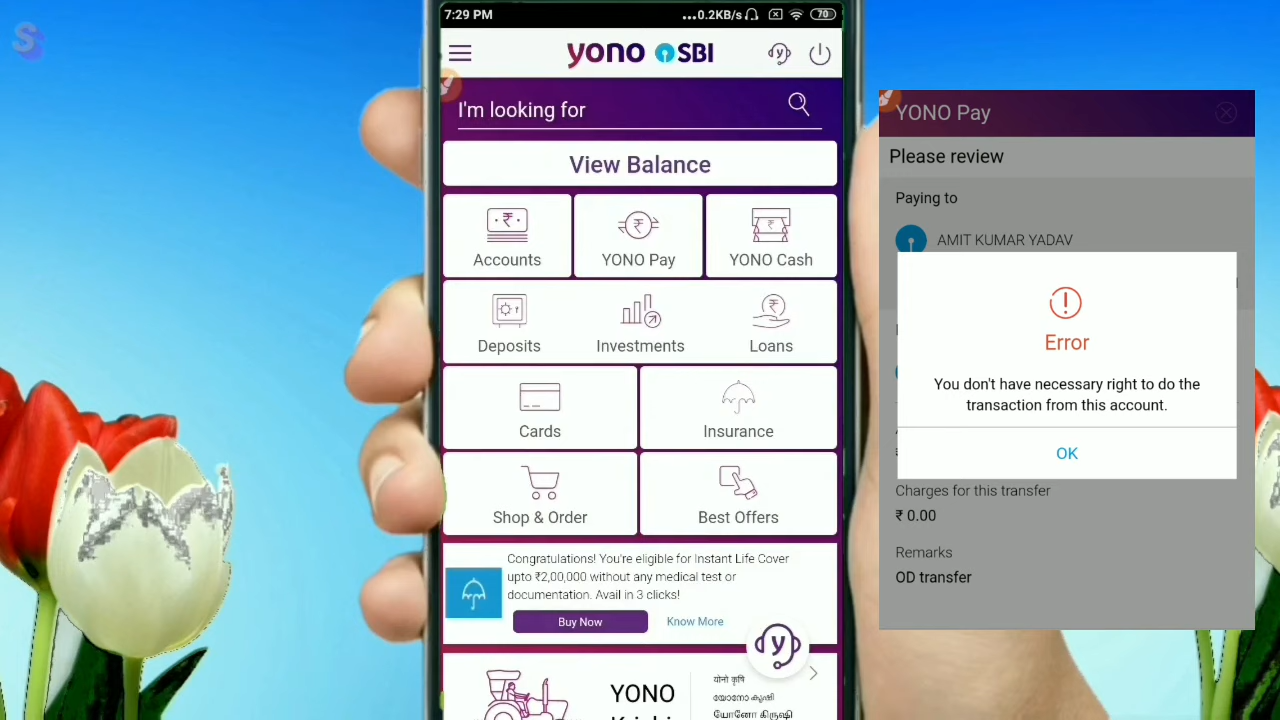 S
7:29 PM
...0.2KB/s
70
yono SBI
I'm looking for
View Balance
Accounts
YONO Pay
YONO Cash
Deposits
Investments
Loans
Cards
Insurance
Shop & Order
Best Offers
Congratulations! You're eligible for Instant Life Cover
upto ₹2,00,000 without any medical test or
documentation. Avail in 3 clicks!
Buy Now
Know More
y
YONO
योनो कृषि
യോനോ കൃഷി
யோனோ கிருஷி
YONO Pay
Please review
Paying to
AMIT KUMAR YADAV
Error
You don't have necessary right to do the
transaction from this account.
OK
Charges for this transfer
₹ 0.00
Remarks
OD transfer